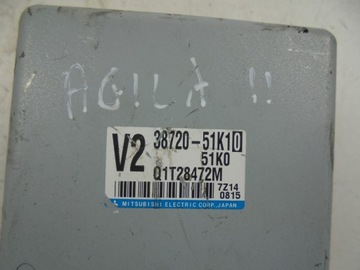 AGILA !!
V2 38720-51K10
51K0
Q1T28472M
7Z14
0815
MITSUBISHI ELECTRIC CORP., JAPAN